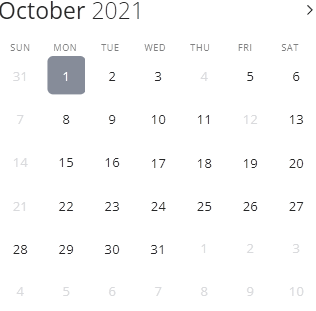 October 2021
SUN MON TUE WED THU FRI SAT
31 1 2 3 4 5 6
7 8 9 10 11 12 13
14 15 16 17 18 19 20
21 22 23 24 25 26 27
28 29 30 31 1 2 3
4 5 6 7 8 9 10